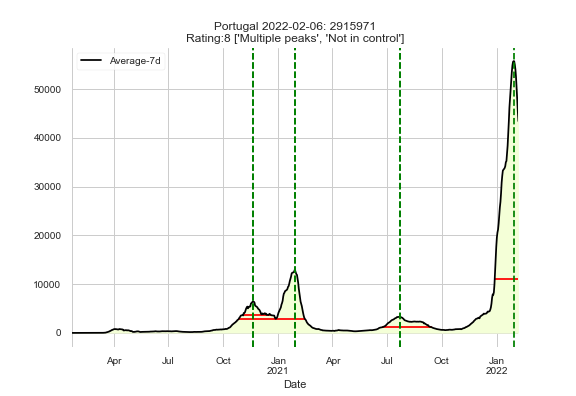 Portugal 2022-02-06: 2915971
Rating:8 ['Multiple peaks', 'Not in control']
Average-7d
50000
40000
30000
20000
10000
0
Apr Jul Oct Jan Apr Jul Oct Jan
2021 2022
Date